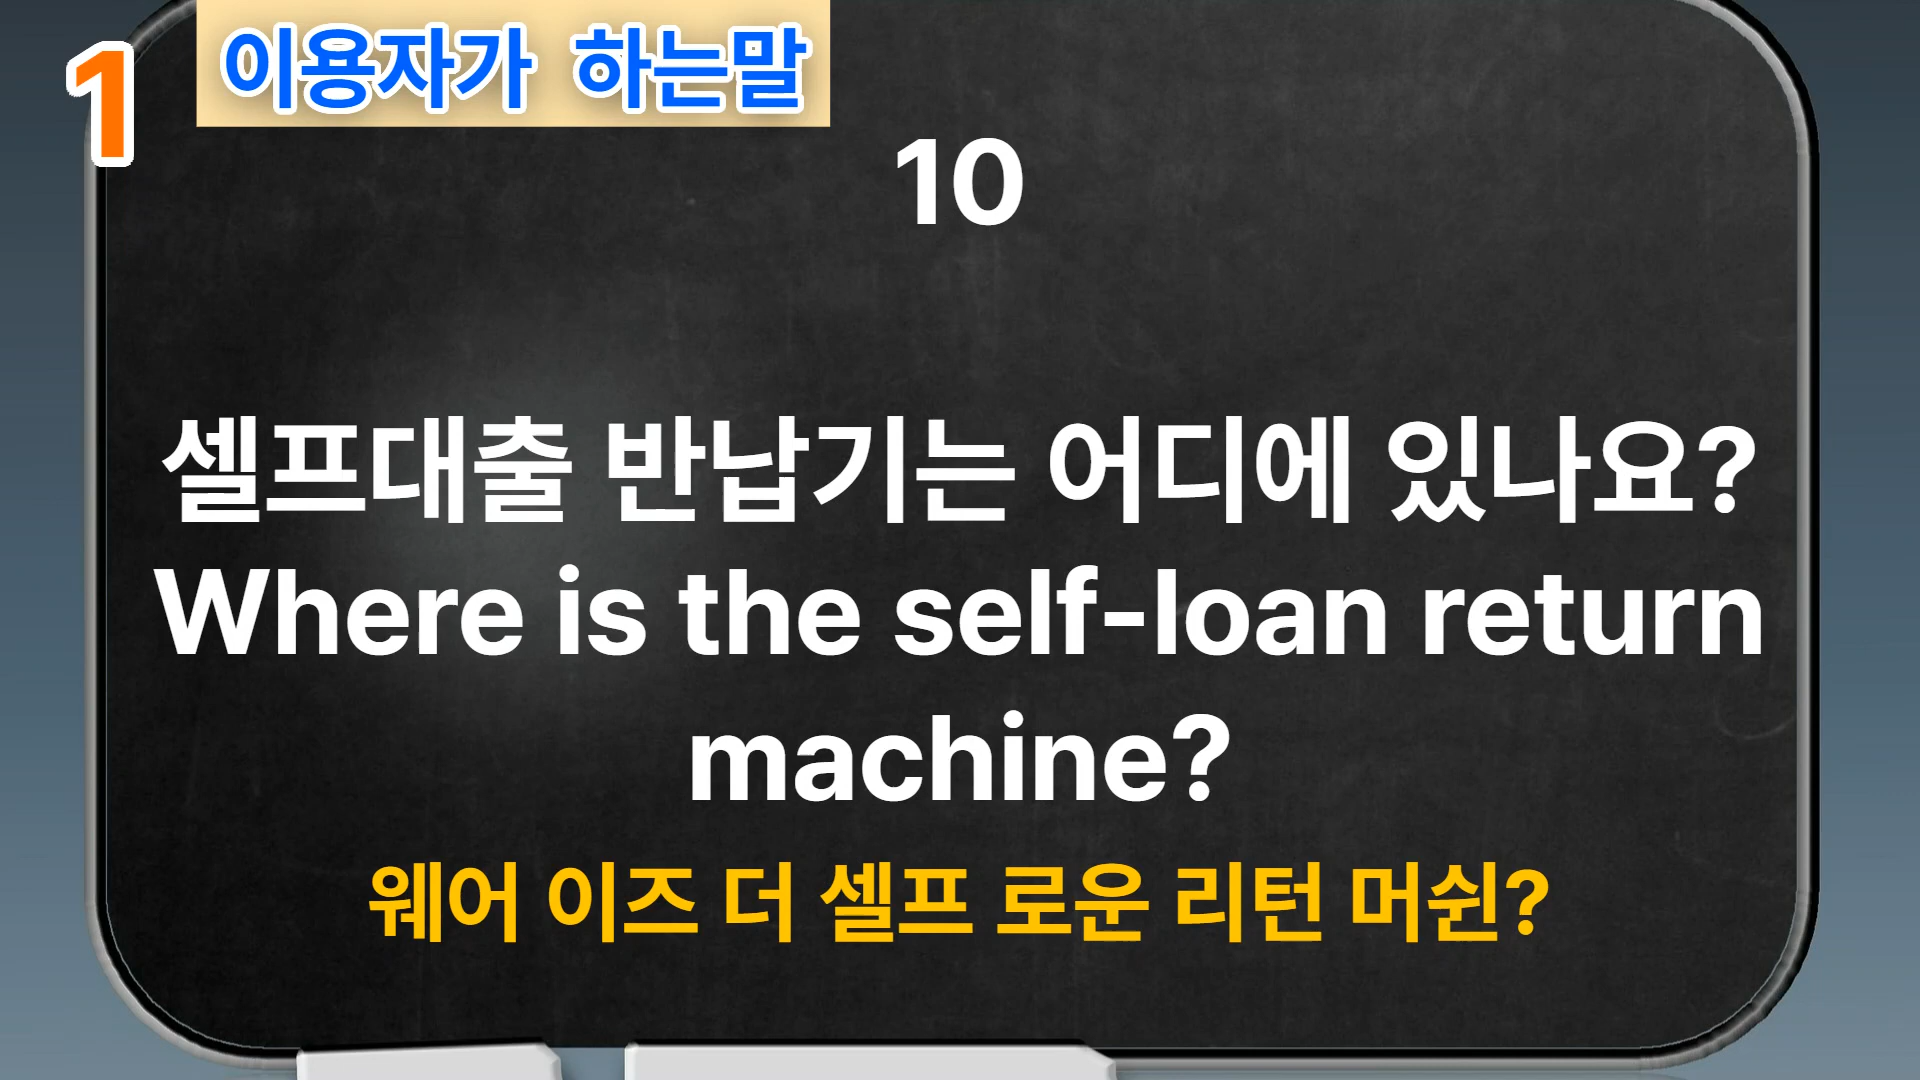 1
이용자가 하는말
10
셀프대출 반납기는 어디에 있나요?
Where is the self-loan return
machine?
웨어 이즈 더 셀프 로운 리턴 머쉰?